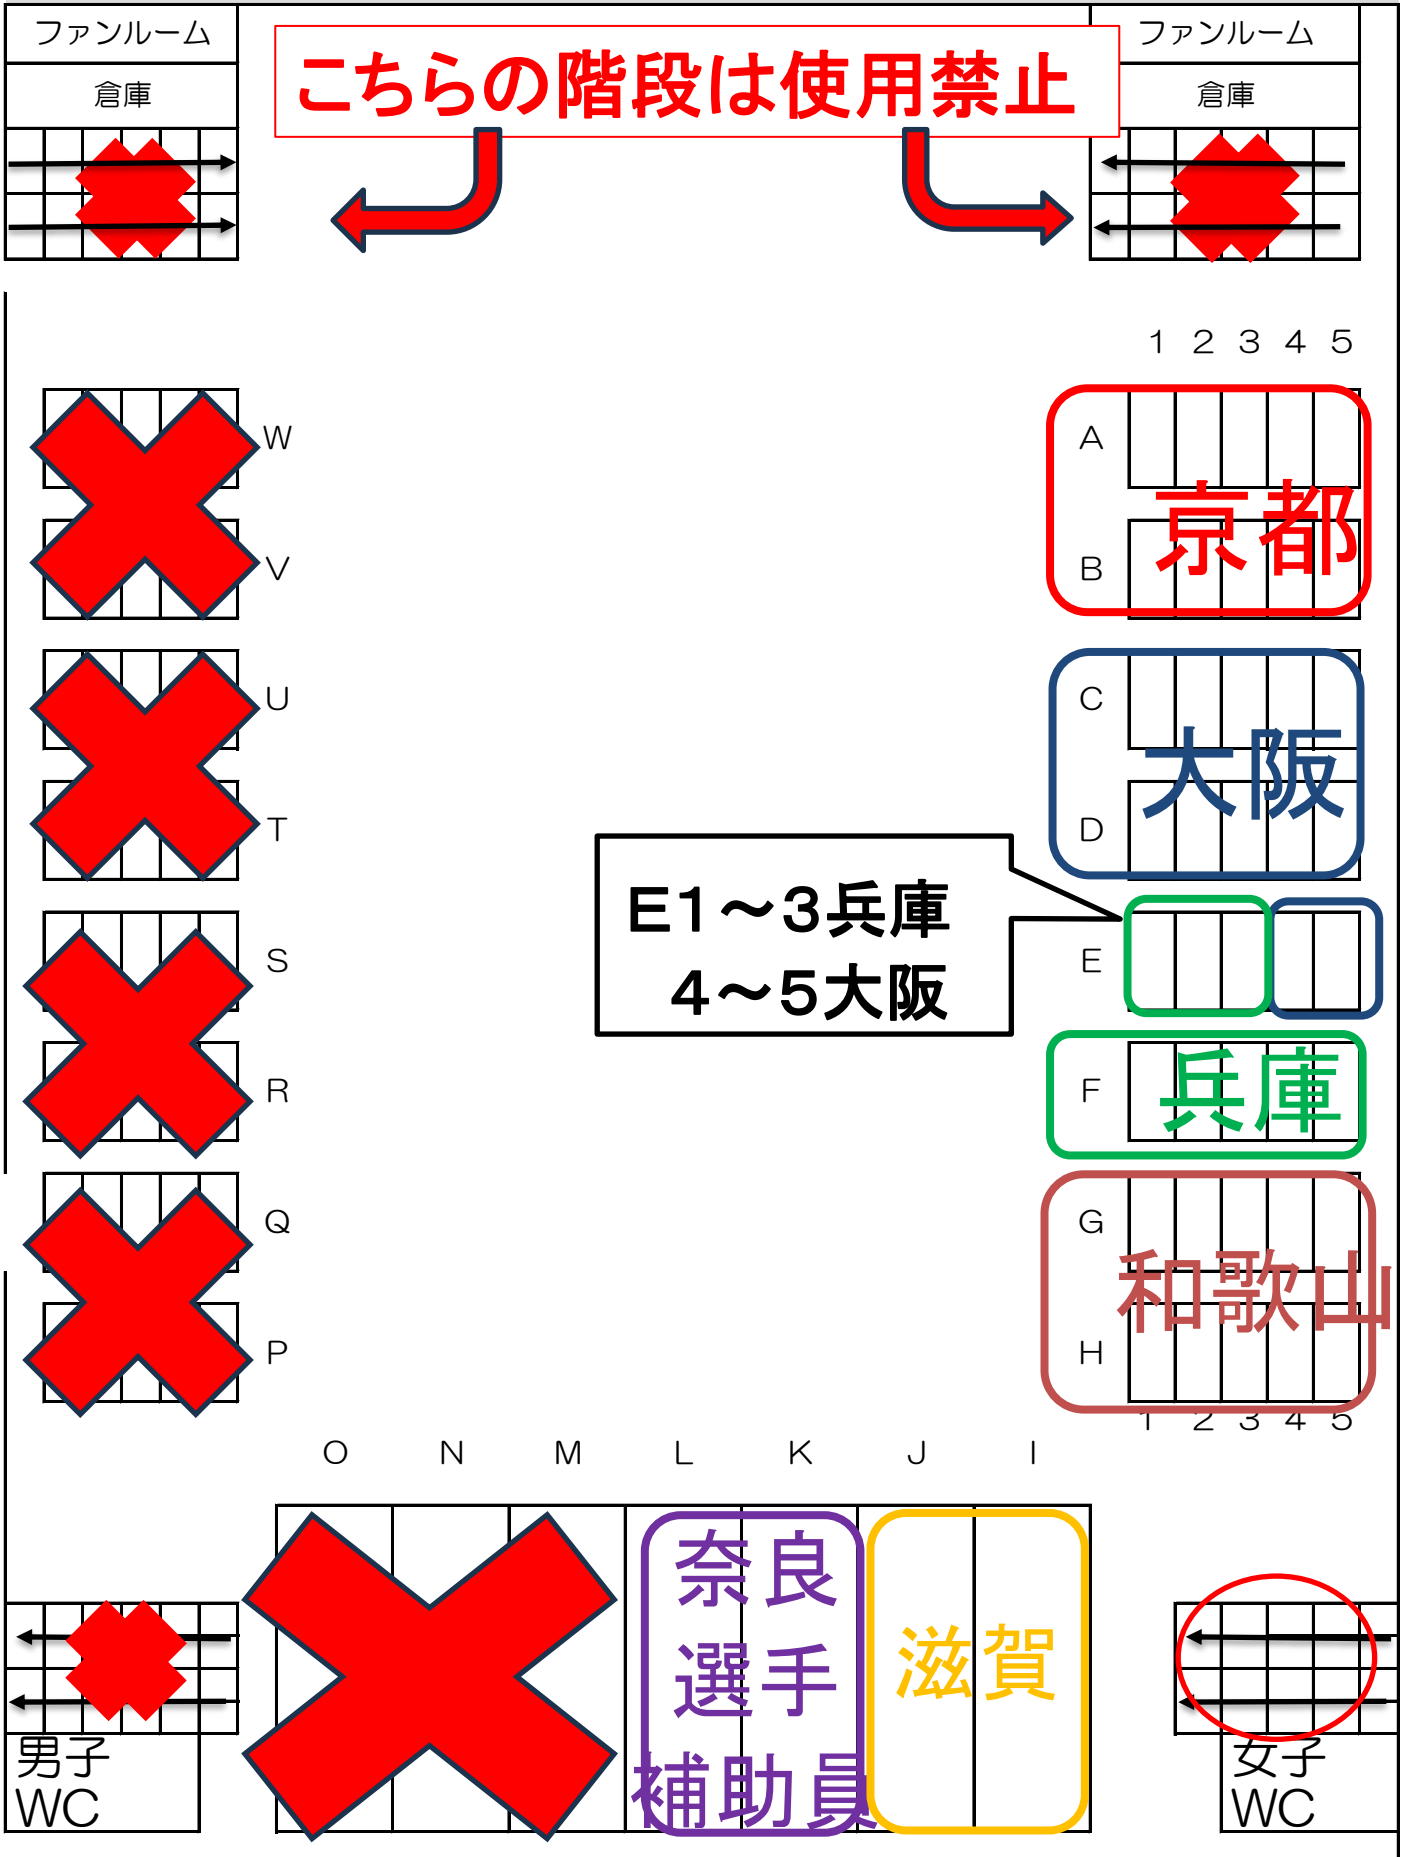 ファンルーム
ファンルーム
倉庫
倉庫
こちらの階段は使用禁止
1 2 3 4 5
W
A
京都
V
B
U
C
大阪
T
D
E1～3兵庫
4～5大阪
S
E
R
F
兵庫
Q
G
和歌山
P
H
1 2 3 4 5
O N M L K J I
奈良
選手
補助員
滋賀
男子
WC
女子
WC